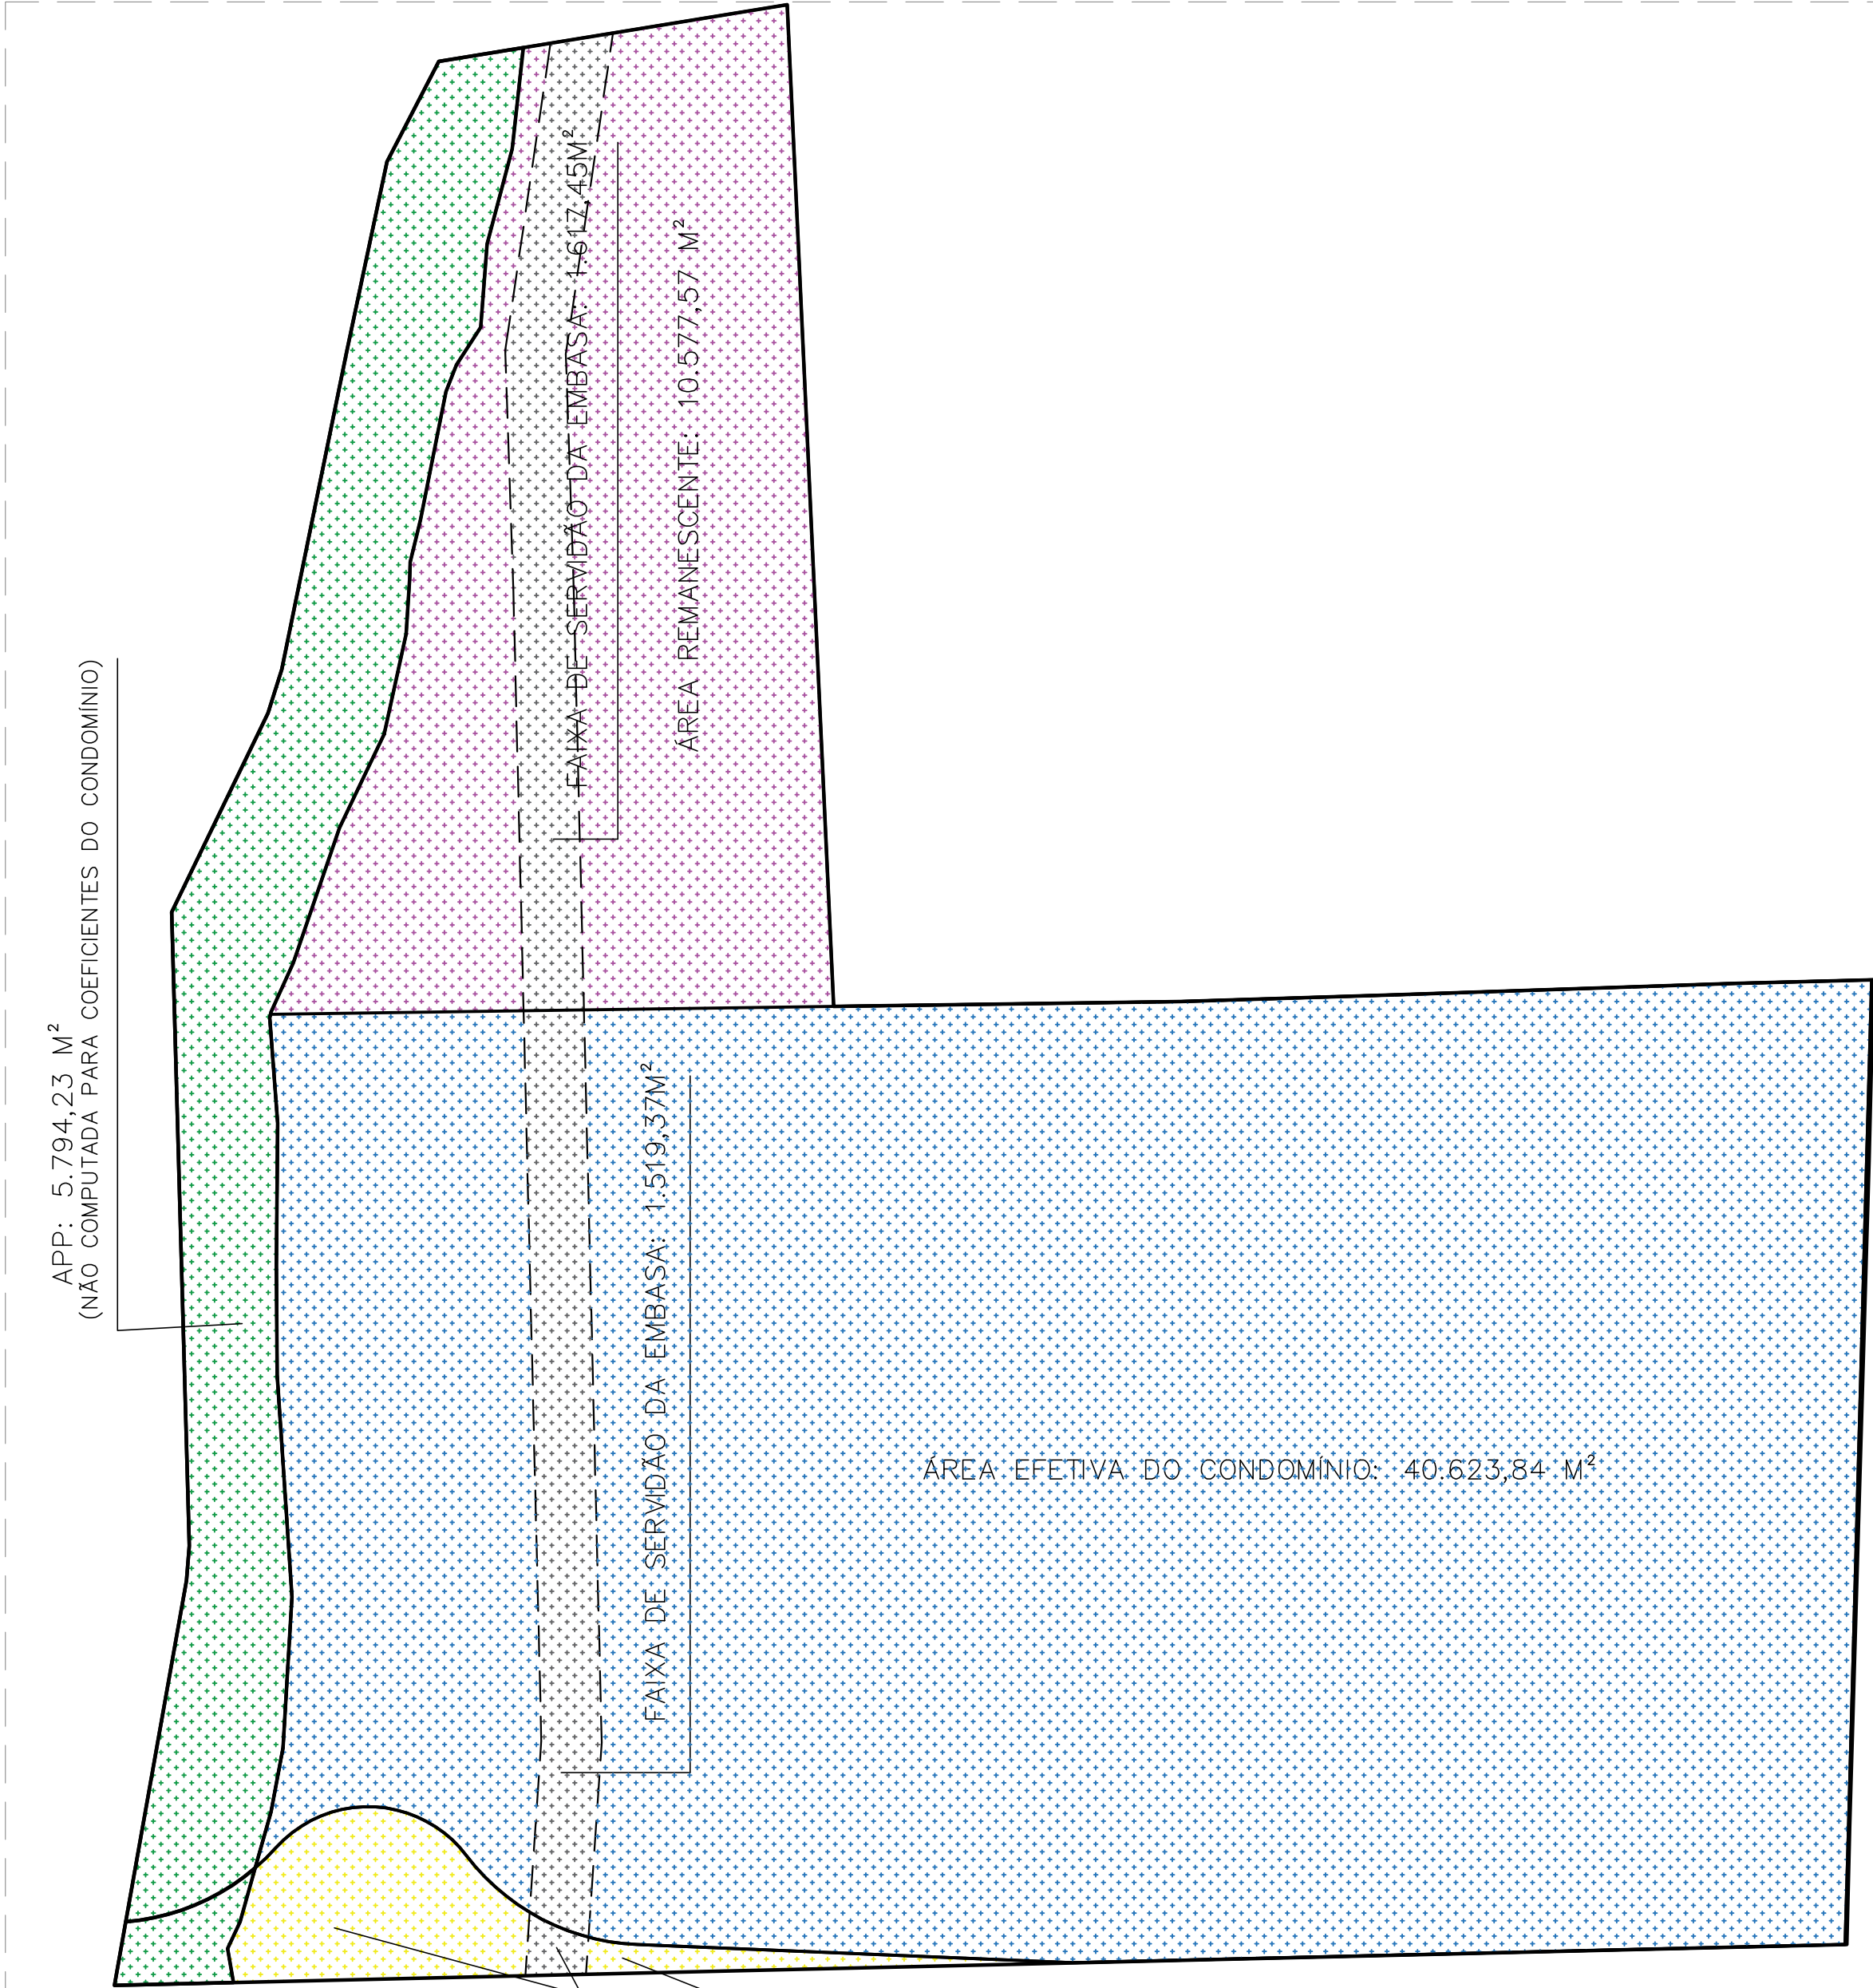 APP: 5.794,23 M²
(NÃO COMPUTADA PARA COEFICIENTES DO CONDOMÍNIO)
FAIXA DE SERVIDÃO DA EMBASA: 1.617,45M²
ÁREA REMANESCENTE: 10.577,57 M²
FAIXA DE SERVIDÃO DA EMBASA: 1.519,37M²
ÁREA EFETIVA DO CONDOMÍNIO: 40.623,84 M²